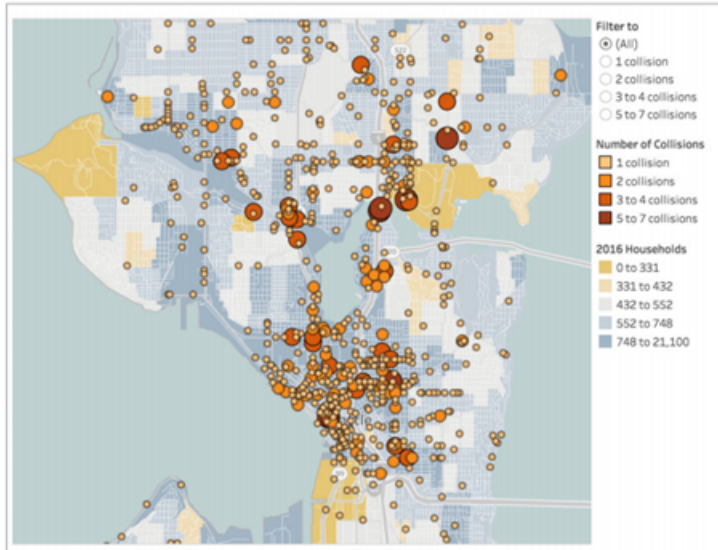 Filter to
(All)
1 collision
2 collisions
3 to 4 collisions
5 to 7 collisions
Number of Collisions
1 collision
2 collisions
3 to 4 collisions
5 to 7 collisions
2016 Households
0 to 331
331 to 432
432 to 552
552 to 748
748 to 21,100
522
99